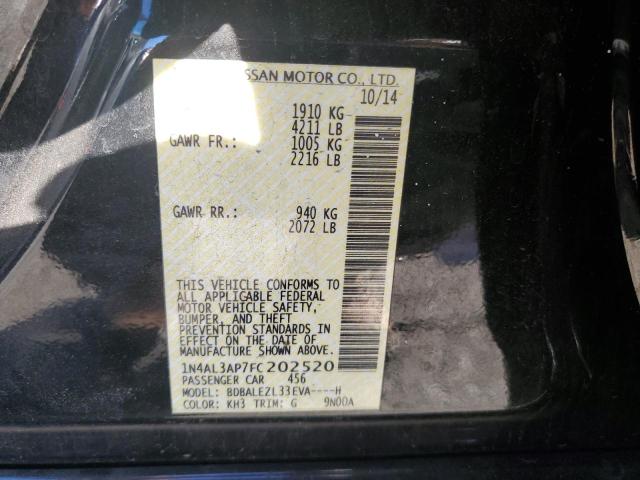 SSAN MOTOR CO., LTD.
10/14
1910 KG
4211 LB
GAWR FR.: 1005 KG
2216 LB
GAWR RR.: 940 KG
2072 LB
THIS VEHICLE CONFORMS TO
ALL APPLICABLE FEDERAL
MOTOR VEHICLE SAFETY,
BUMPER, AND THEFT
PREVENTION STANDARDS IN
EFFECT ON THE DATE OF
MANUFACTURE SHOWN ABOVE.
1N4AL3AP7FC202520
PASSENGER CAR 456
MODEL: BDBALEZL33EVA----H
COLOR: KH3 TRIM: G 9N00A